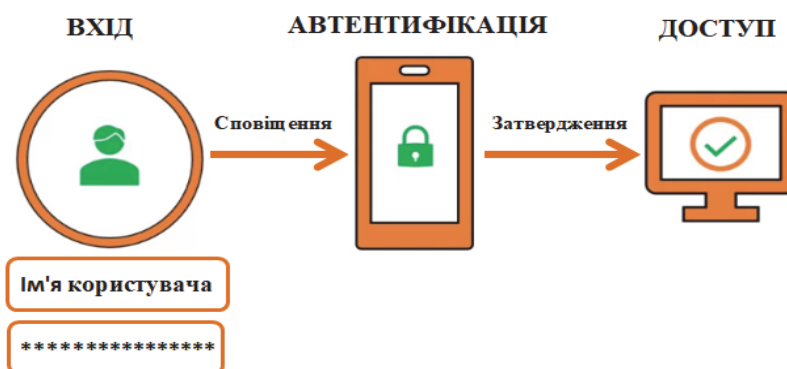 ВХІД
АВТЕНТИФІКАЦІЯ
ДОСТУП
Сповіщення
Затвердження
Ім'я користувача
***************